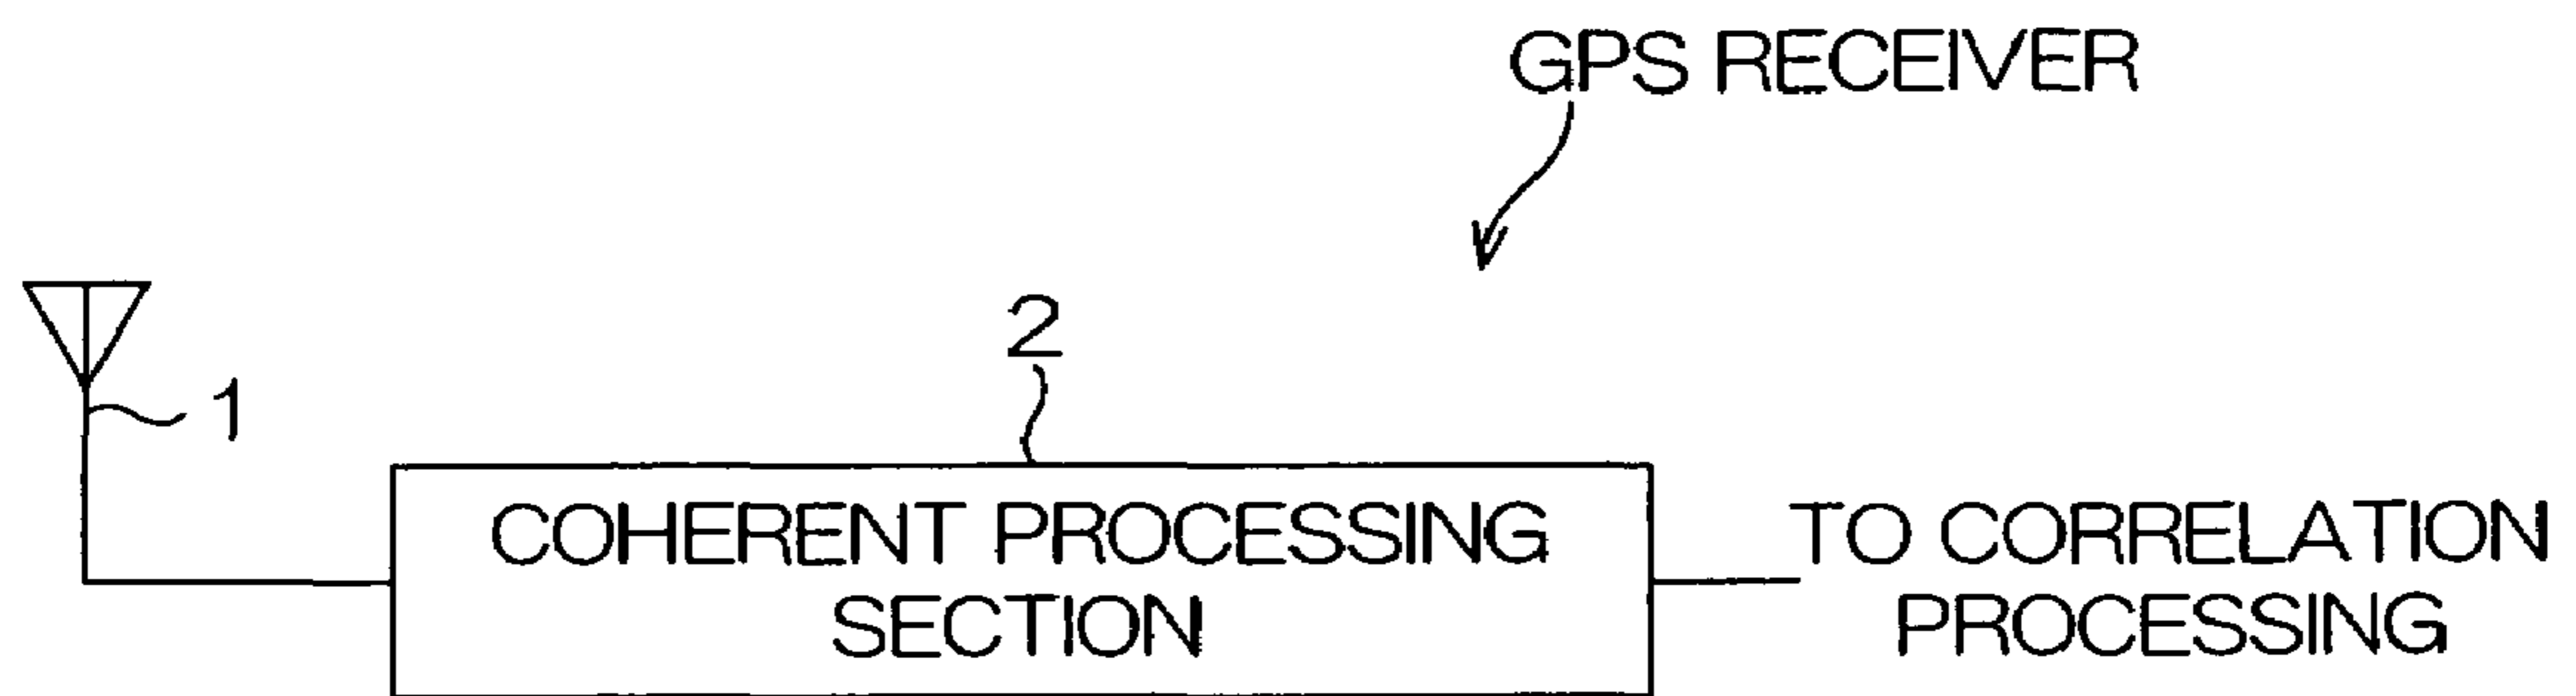 GPS RECEIVER
2
1
COHERENT PROCESSING
SECTION
TO CORRELATION
PROCESSING